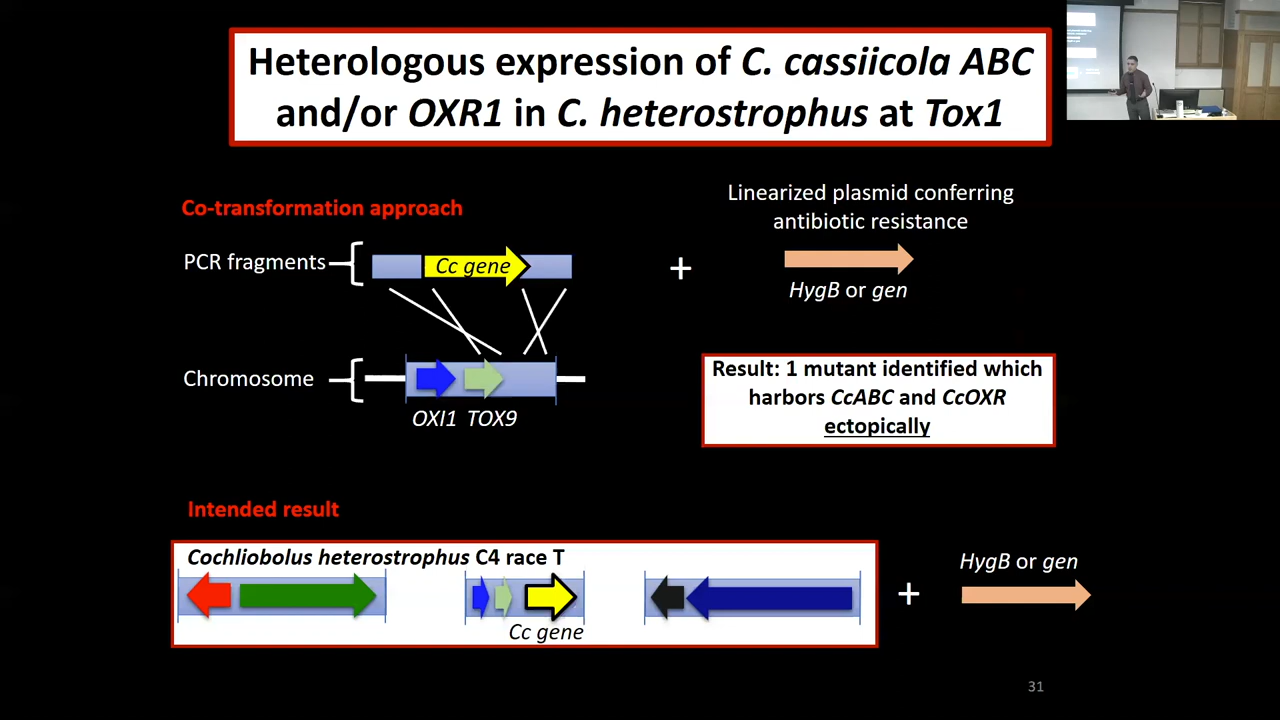 Heterologous expression of C. cassiicola ABC
and/or OXR1 in C. heterostrophus at Tox1
Co-transformation approach
Linearized plasmid conferring
antibiotic resistance
PCR fragments
Cc gene
+
HygB or gen
Chromosome
OXI1 TOX9
Result: 1 mutant identified which
harbors CcABC and CcOXR
ectopically
Intended result
Cochliobolus heterostrophus C4 race T
Cc gene
+
HygB or gen
31